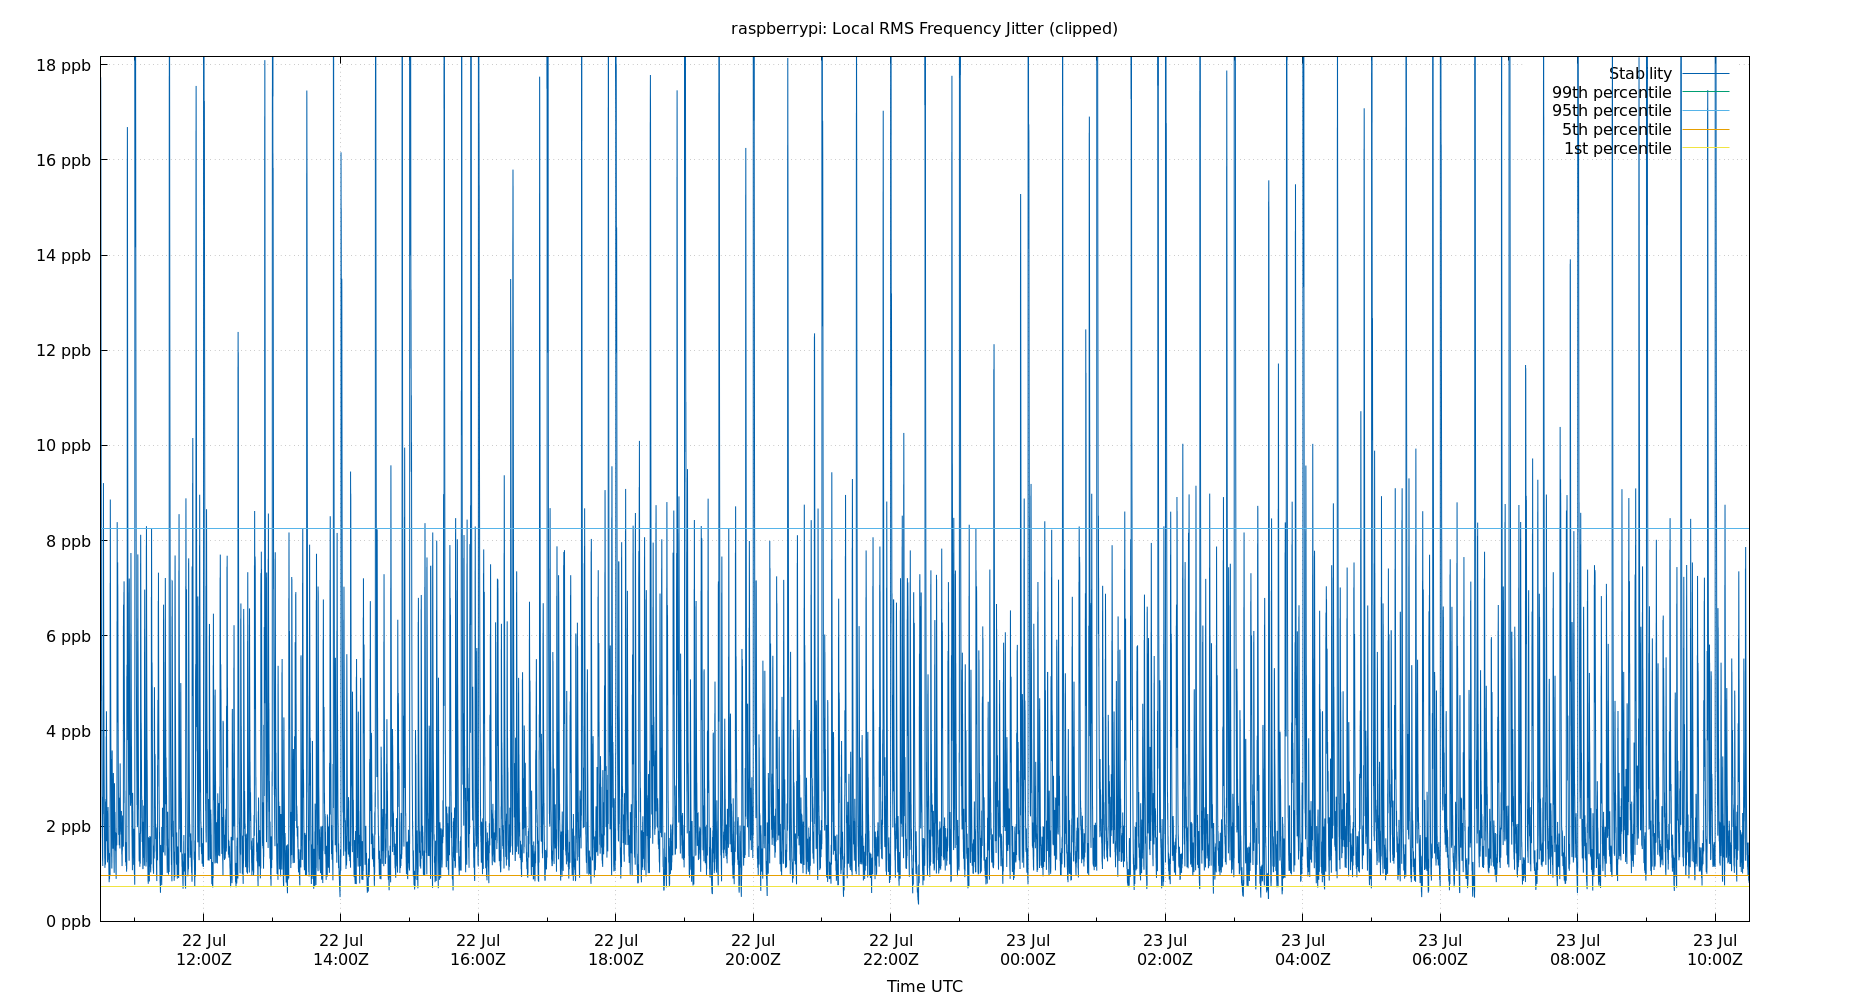 raspberrypi: Local RMS Frequency Jitter (clipped)
18 ppb
16 ppb
14 ppb
12 ppb
10 ppb
8 ppb
6 ppb
4 ppb
2 ppb
0 ppb
Stability
99th percentile
95th percentile
5th percentile
1st percentile
22 Jul 22 Jul 22 Jul 22 Jul 22 Jul 22 Jul 23 Jul 23 Jul 23 Jul 23 Jul 23 Jul 23 Jul
12:00Z 14:00Z 16:00Z 18:00Z 20:00Z 22:00Z 00:00Z 02:00Z 04:00Z 06:00Z 08:00Z 10:00Z
Time UTC